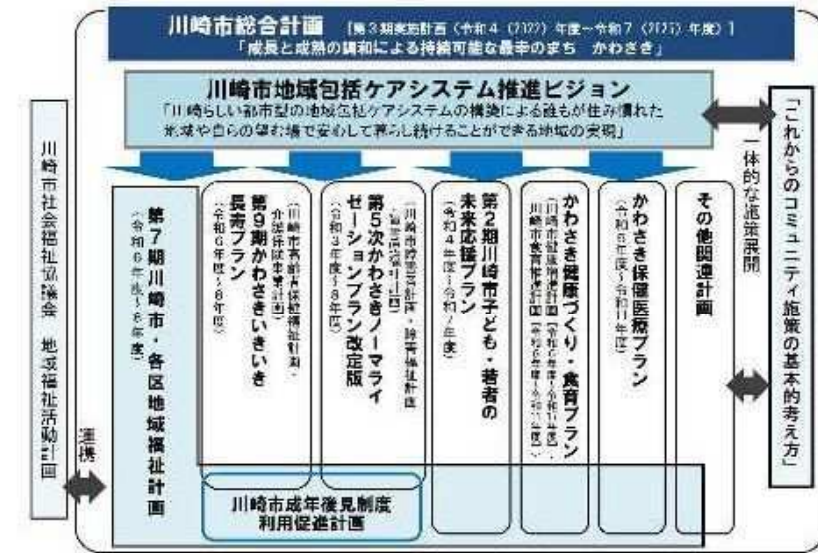 川崎市総合計画 [第3期実施計画（令和4（2022）年度～令和7（2025）年度）]
「成長と成熟の調和による持続可能な最幸のまち かわさき」
川崎市地域包括ケアシステム推進ビジョン
「川崎らしい都市型の地域包括ケアシステムの構築による誰もが住み慣れた
地域や自らの望む場で安心して暮らし続けることができる地域の実現」
川崎市社会福祉協議会 地域福祉活動計画
連携
第7期川崎市・各区地域福祉計画
（令和6年度～8年度）
（川崎市高齢者保健福祉計画・
介護保険事業計画）
第9期かわさきいきいき
長寿プラン
（令和6年度～8年度）
第5次かわさきノーマライ
ゼーションプラン改定版
（令和3年度～8年度）
第2期川崎市子ども・若者の
未来応援プラン
（令和4年度～令和7年度）
かわさき健康づくり・食育プラン
かわさき保健医療プラン
（令和6年度～令和11年度）
その他関連計画
一体的な施策展開
「これからのコミュニティ施策の基本的考え方」
川崎市成年後見制度
利用促進計画